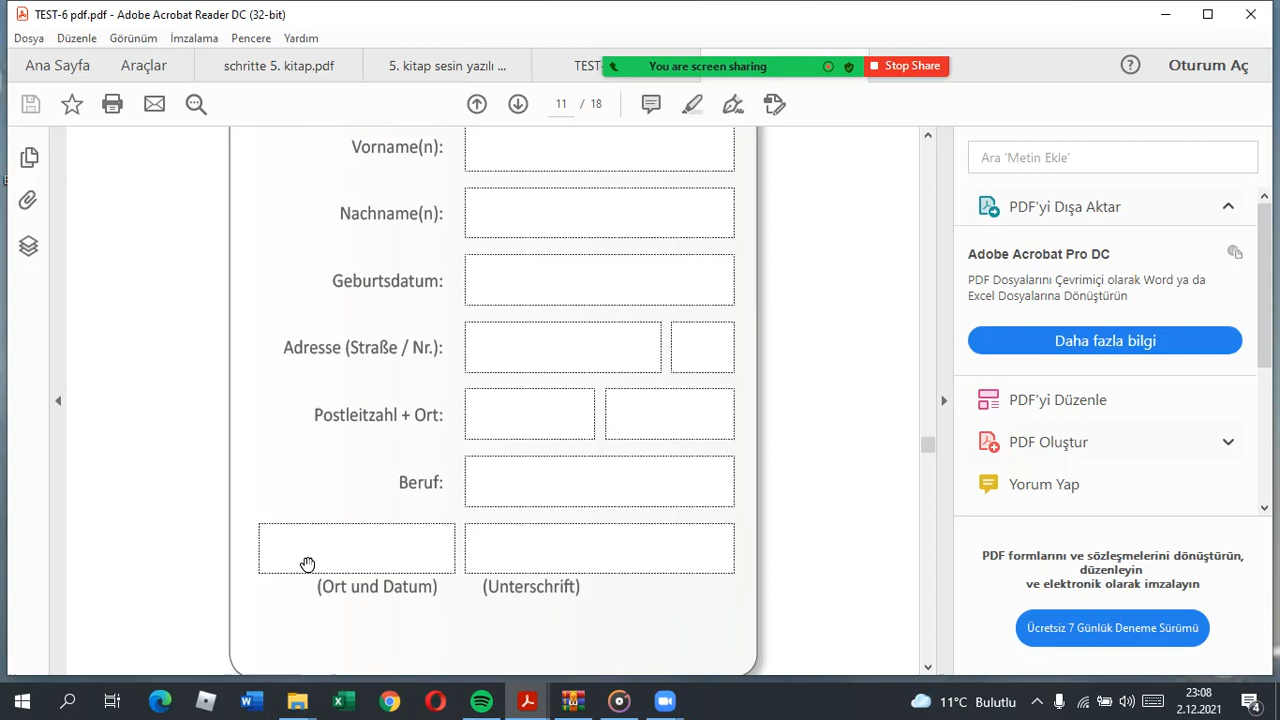 TEST-6 pdf.pdf - Adobe Acrobat Reader DC (32-bit)
Dosya Düzenle Görünüm İmzalama Pencere Yardım
Ana Sayfa Araçlar schritte 5. kitap.pdf 5. kitap sesin yazılı ... TEST- You are screen sharing Stop Share Oturum Aç
11 / 18
Vorname(n):
Nachname(n):
Geburtsdatum:
Adresse (Straße / Nr.):
Postleitzahl + Ort:
Beruf:
(Ort und Datum) (Unterschrift)
Ara 'Metin Ekle'
PDF'yi Dışa Aktar
Adobe Acrobat Pro DC
PDF Dosyalarını Çevrimiçi olarak Word ya da
Excel Dosyalarına Dönüştürün
Daha fazla bilgi
PDF'yi Düzenle
PDF Oluştur
Yorum Yap
PDF formlarını ve sözleşmelerini dönüştürün,
düzenleyin
ve elektronik olarak imzalayın
Ücretsiz 7 Günlük Deneme Sürümü
11°C Bulutlu
23:08
2.12.2021
4